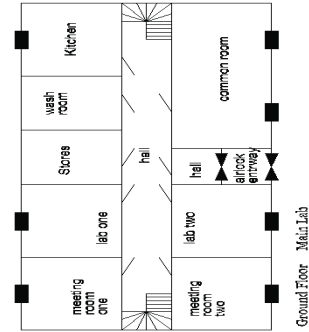 Kitchen
wash
room
Stores
lab one
meeting
room
one
hall
common room
hall
airlock
entrway
lab two
meeting
room
two
Ground Floor Main Lab